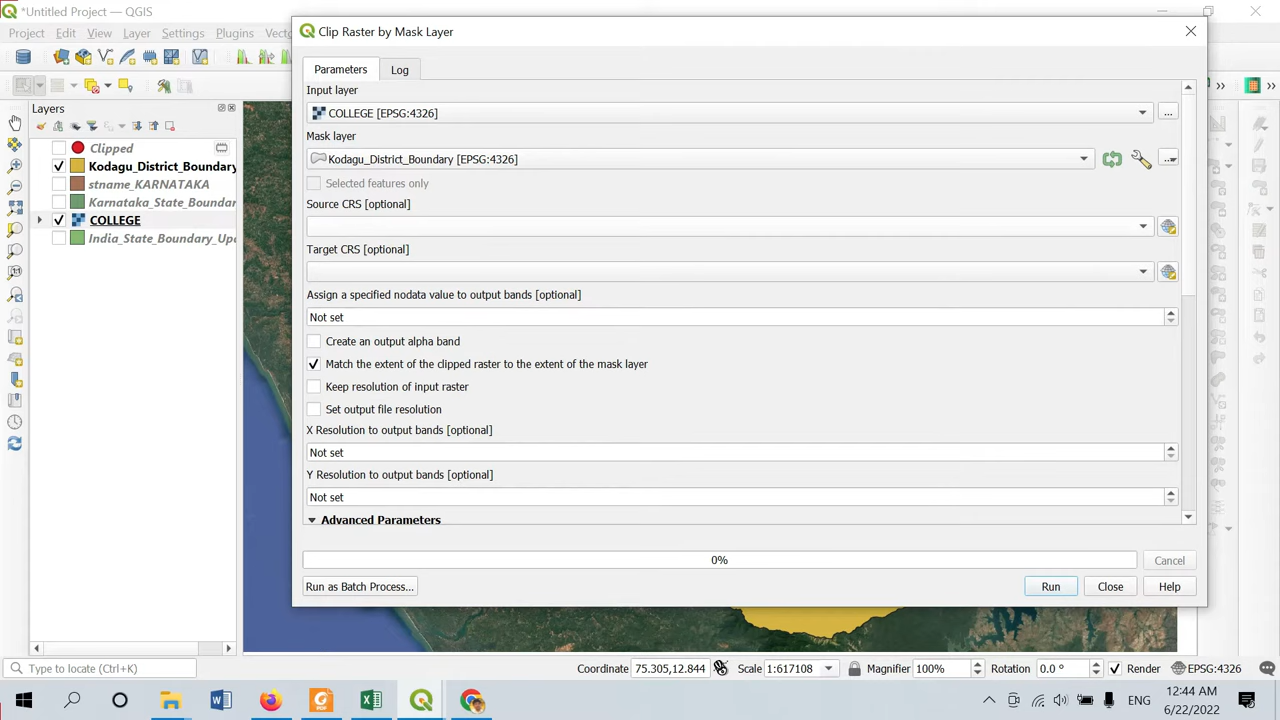 *Untitled Project — QGIS
Project Edit View Layer Settings Plugins Vect
Layers
Clipped
Kodagu_District_Boundary
stname_KARNATAKA
Karnataka_State_Boundar
COLLEGE
India_State_Boundary_Upd
Clip Raster by Mask Layer
Parameters Log
Input layer
COLLEGE [EPSG:4326]
...
Mask layer
Kodagu_District_Boundary [EPSG:4326]
...
Selected features only
Source CRS [optional]
Target CRS [optional]
Assign a specified nodata value to output bands [optional]
Not set
Create an output alpha band
Match the extent of the clipped raster to the extent of the mask layer
Keep resolution of input raster
Set output file resolution
X Resolution to output bands [optional]
Not set
Y Resolution to output bands [optional]
Not set
Advanced Parameters
0%
Cancel
Run as Batch Process...
Run Close Help
Type to locate (Ctrl+K)
Coordinate 75.305,12.844 Scale 1:617108 Magnifier 100% Rotation 0.0 ° Render EPSG:4326
ENG
12:44 AM
6/22/2022